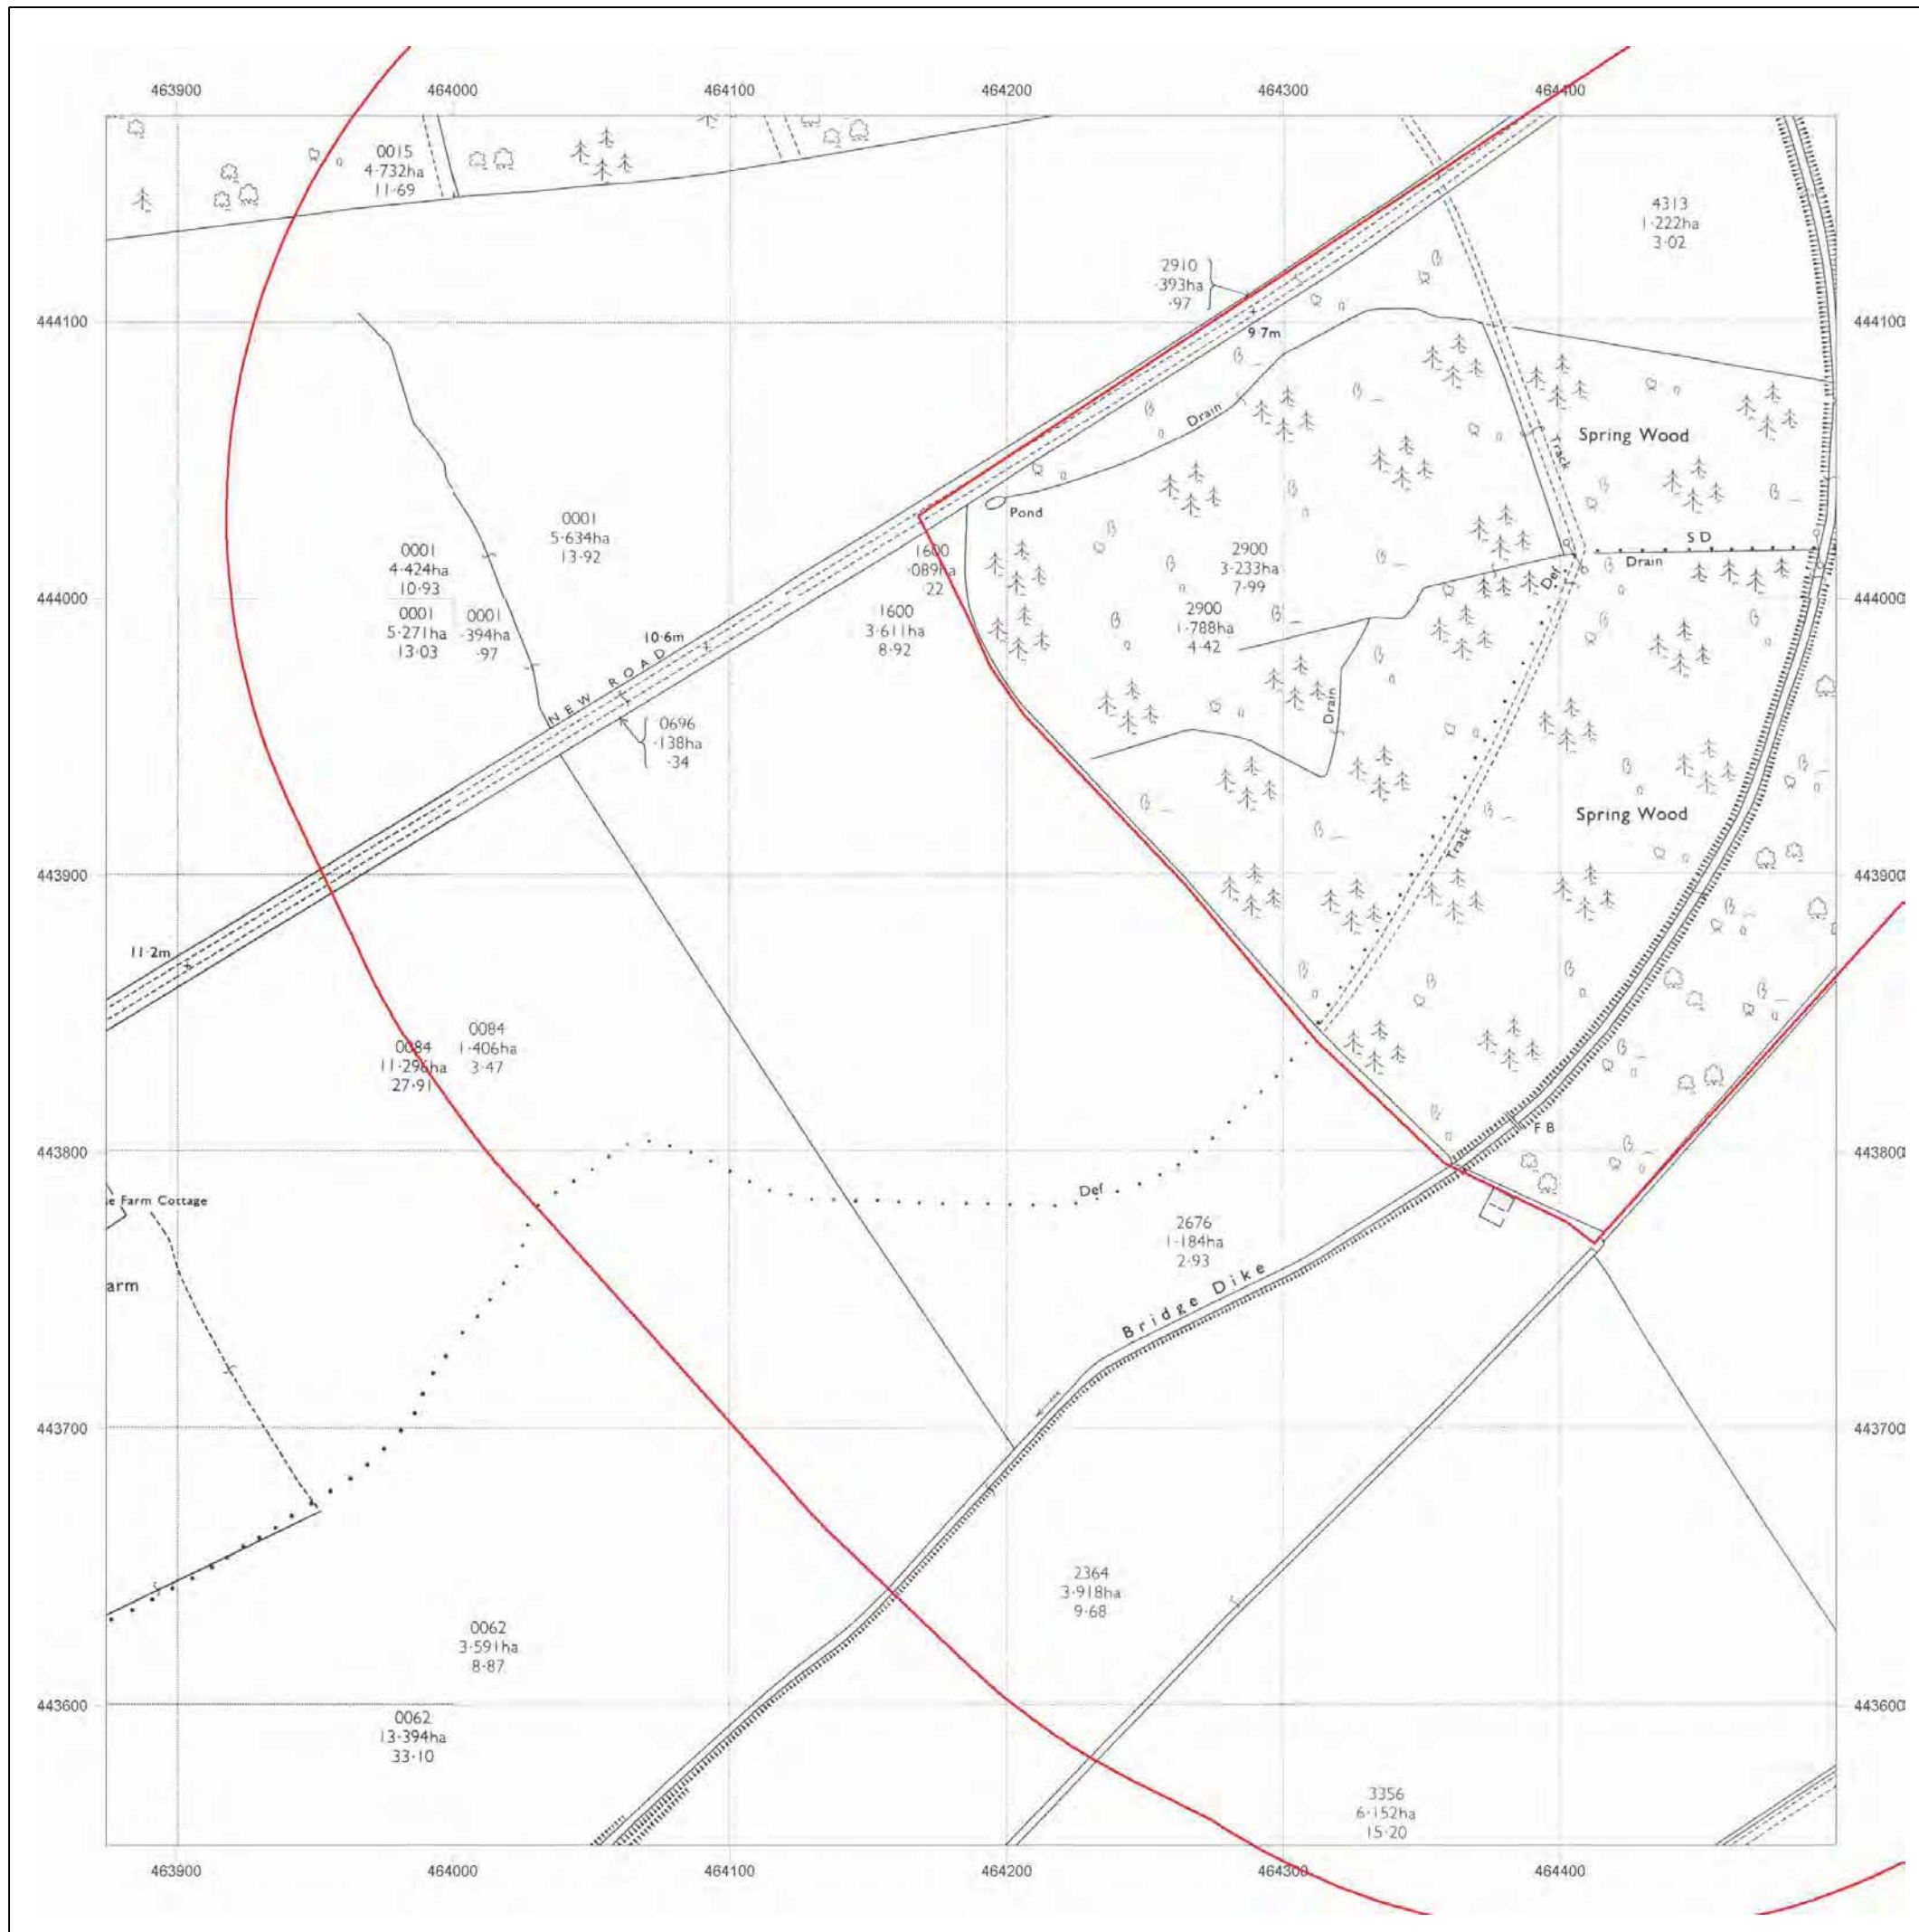 463900 464000 464100 464200 464300 464400
0015
4·732ha
11·69
4313
1·222ha
3·02
2910
·393ha
·97
444100
444100
9·7m
Drain
Spring Wood
Track
Pond
0001
5·634ha
13·92
0001
4·424ha
10·93
1600
·089ha
22
2900
3·233ha
7·99
S D
Drain
Def
444000
444000
0001
5·271ha
13·03
0001
·394ha
·97
1600
3·611ha
8·92
2900
1·788ha
4·42
10·6m
NEW ROAD
0696
·138ha
·34
Drain
Spring Wood
Track
443900
443900
11·2m
0084
1·406ha
3·47
0084
11·296ha
27·91
F B
443800
443800
Def
e Farm Cottage
2676
1·184ha
2·93
arm
Bridge Dike
443700
443700
2364
3·918ha
9·68
0062
3·591ha
8·87
443600
443600
0062
13·394ha
33·10
3356
6·152ha
15·20
463900 464000 464100 464200 464300 464400